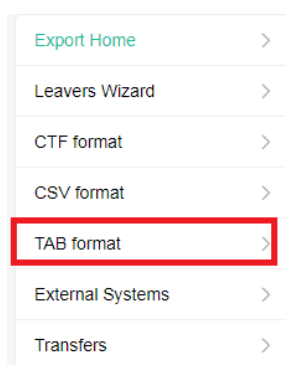 Export Home
Leavers Wizard
CTF format
CSV format
TAB format
External Systems
Transfers